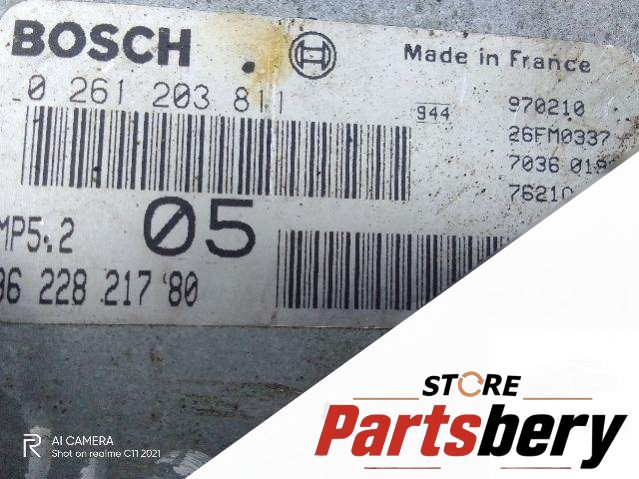 BOSCH
Made in France
0 261 203 811
944
970210
26FM0337
7036
MP5.2
05
228 217 80
STORE
Partsbery
AI CAMERA
Shot on realme C11 2021